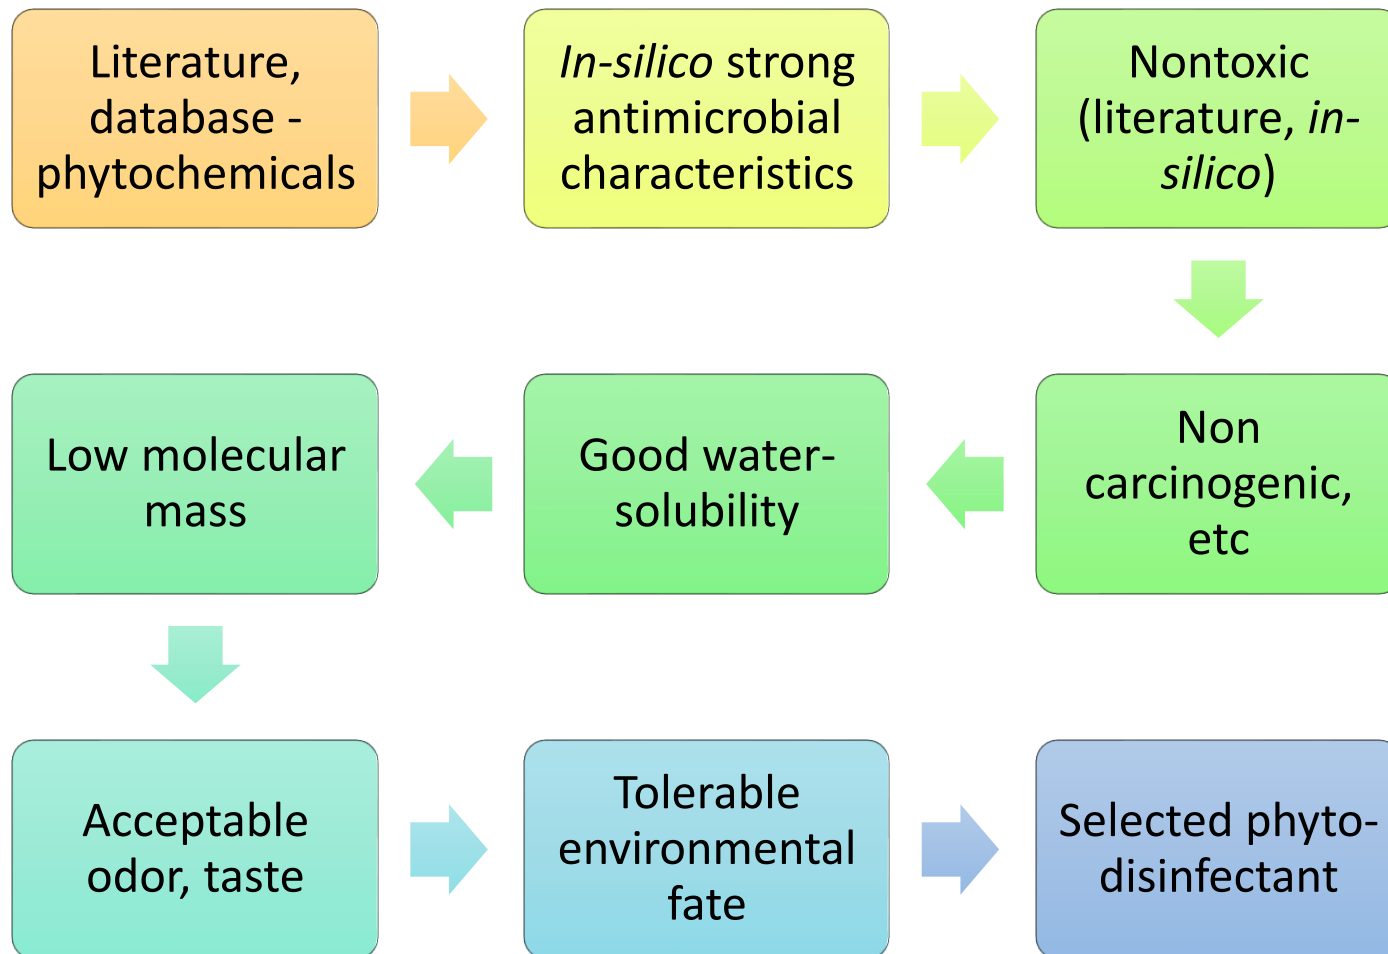 Literature,
database -
phytochemicals
In-silico strong
antimicrobial
characteristics
Nontoxic
(literature, in-
silico)
Non
carcinogenic,
etc
Good water-
solubility
Low molecular
mass
Acceptable
odor, taste
Tolerable
environmental
fate
Selected phyto-
disinfectant